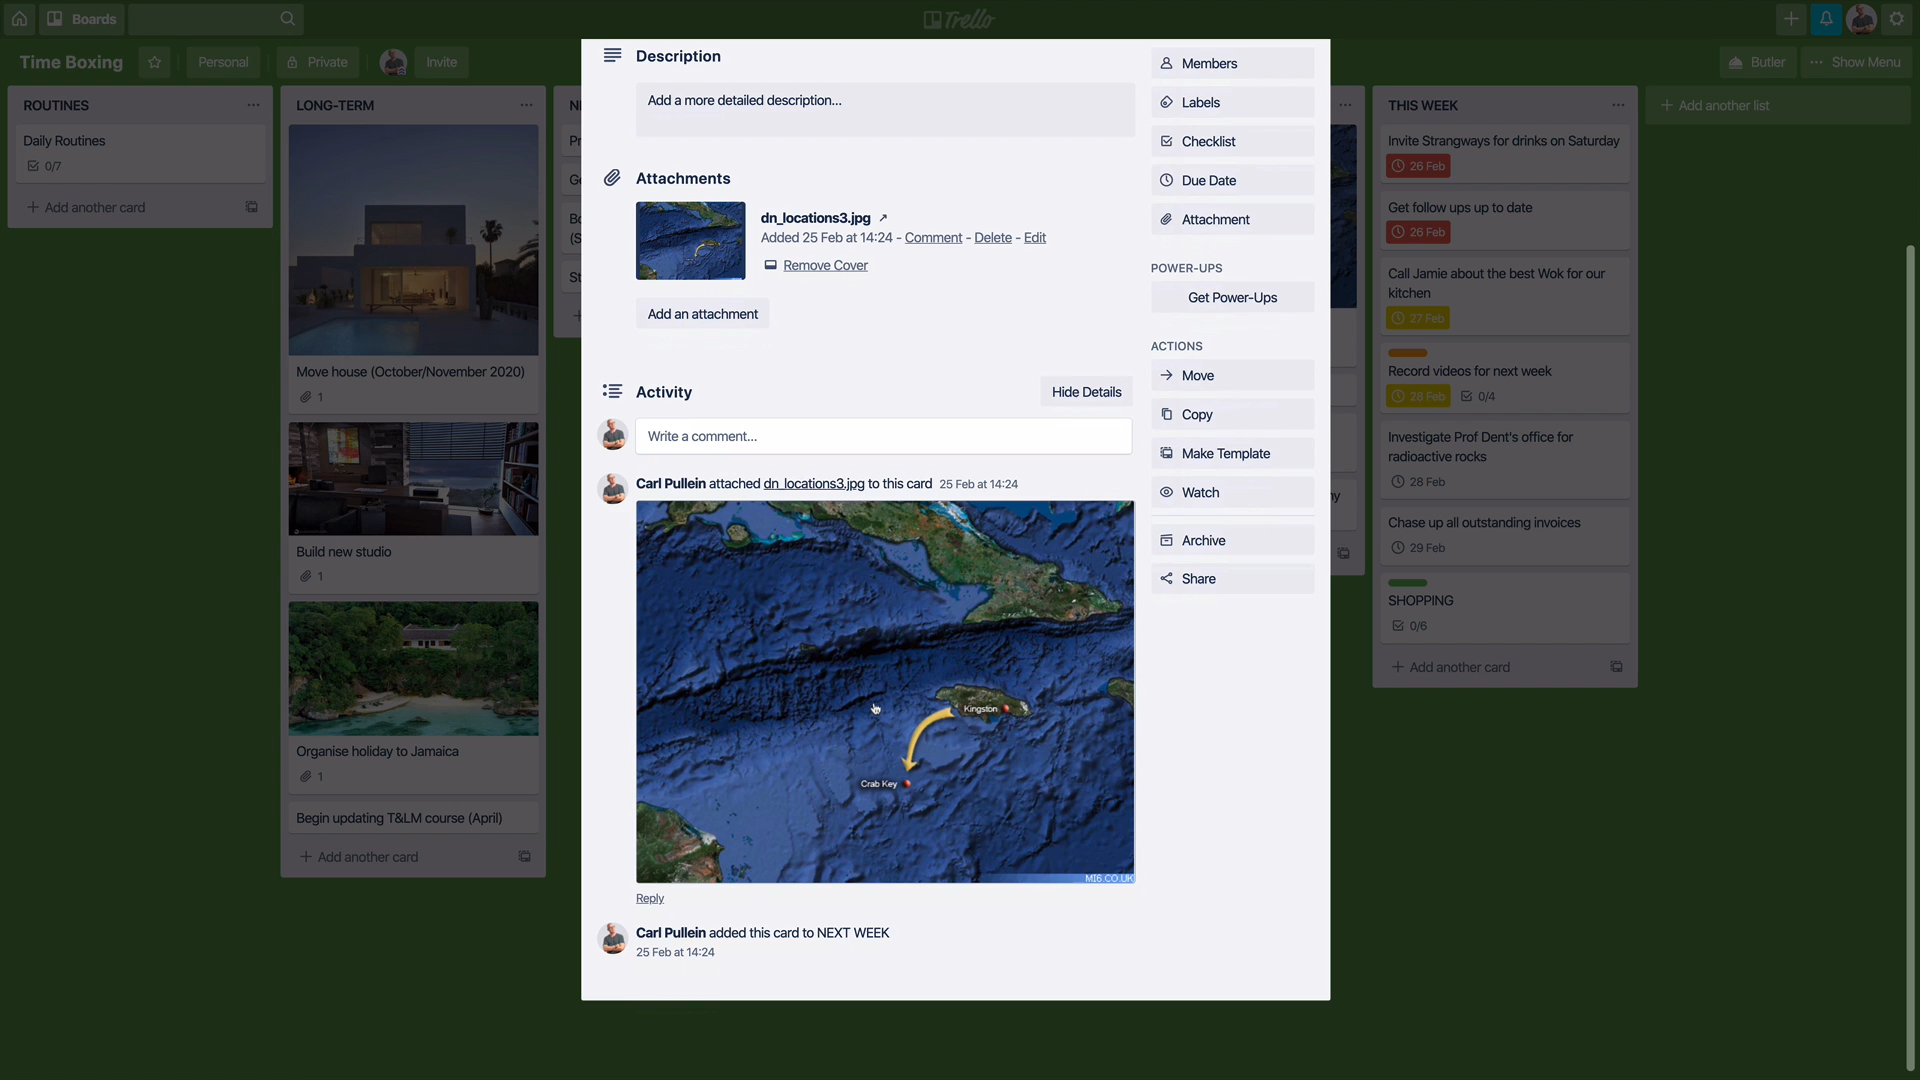 Boards
Trello
Time Boxing
Personal
Private
Invite
Butler
Show Menu
ROUTINES
Daily Routines
0/7
Add another card
LONG-TERM
Move house (October/November 2020)
1
Build new studio
1
Organise holiday to Jamaica
1
Begin updating T&LM course (April)
Add another card
Description
Add a more detailed description...
Attachments
dn_locations3.jpg
Added 25 Feb at 14:24 - Comment - Delete - Edit
Remove Cover
Add an attachment
Activity
Hide Details
Write a comment...
Carl Pullein attached dn_locations3.jpg to this card 25 Feb at 14:24
Kingston
Crab Key
MI6.CO.UK
Reply
Carl Pullein added this card to NEXT WEEK
25 Feb at 14:24
Members
Labels
Checklist
Due Date
Attachment
POWER-UPS
Get Power-Ups
ACTIONS
Move
Copy
Make Template
Watch
Archive
Share
THIS WEEK
Invite Strangways for drinks on Saturday
26 Feb
Get follow ups up to date
26 Feb
Call Jamie about the best Wok for our
kitchen
27 Feb
Record videos for next week
28 Feb
0/4
Investigate Prof Dent's office for
radioactive rocks
28 Feb
Chase up all outstanding invoices
29 Feb
SHOPPING
0/6
Add another card
Add another list